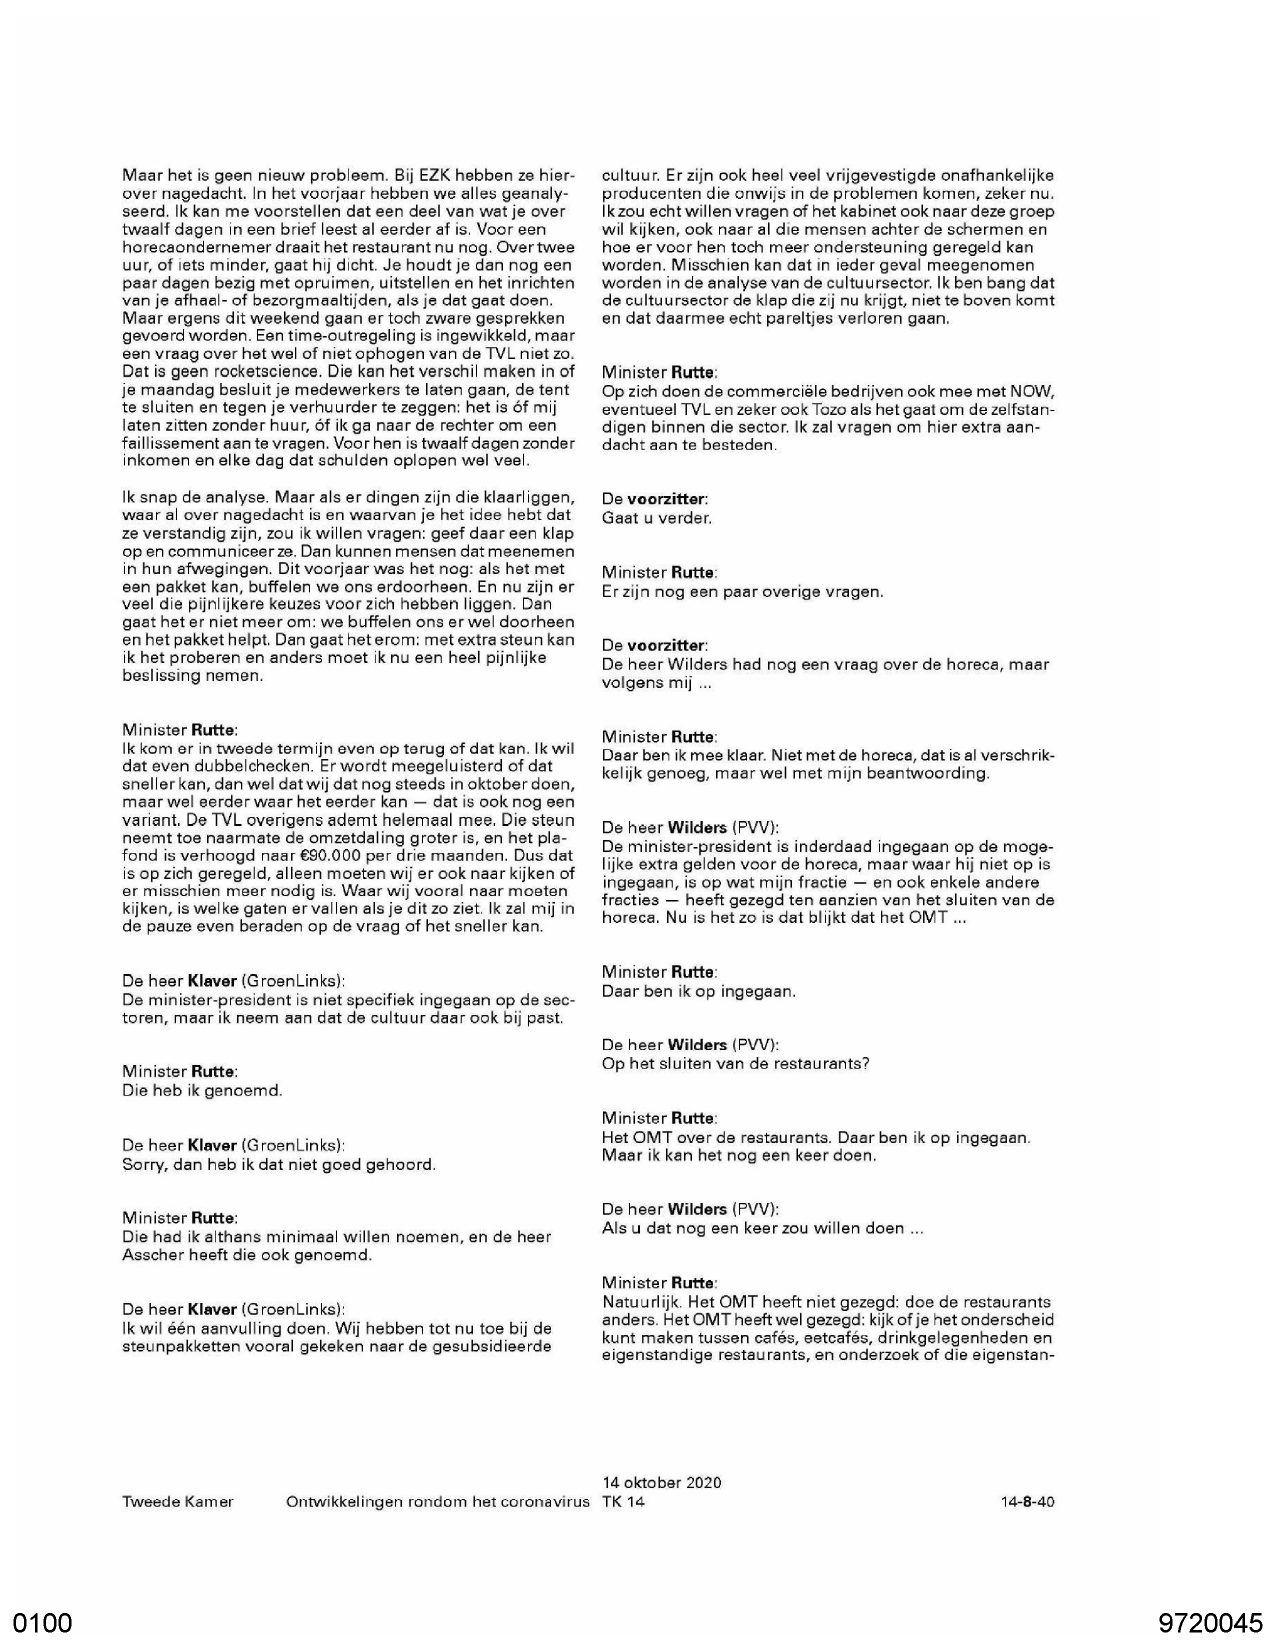 Maar het is geen nieuw probleem. Bij EZK hebben ze hier-
over nagedacht. In het voorjaar hebben we alles geanaly-
seerd. Ik kan me voorstellen dat een deel van wat je over
twaalf dagen in een brief leest al eerder af is. Voor een
horecaondernemer draait het restaurant nu nog. Over twee
uur, of iets minder, gaat hij dicht. Je houdt je dan nog een
paar dagen bezig met opruimen, uitstellen en het inrichten
van je afhaal- of bezorgmaaltijden, als je dat gaat doen.
Maar ergens dit weekend gaan er toch zware gesprekken
gevoerd worden. Een time-outregeling is ingewikkeld, maar
een vraag over het wel of niet ophogen van de TVL niet zo.
Dat is geen rocketscience. Die kan het verschil maken in of
je maandag besluit je medewerkers te laten gaan, de tent
te sluiten en tegen je verhuurder te zeggen: het is óf mij
laten zitten zonder huur, óf ik ga naar de rechter om een
faillissement aan te vragen. Voor hen is twaalf dagen zonder
inkomen en elke dag dat schulden oplopen wel veel.
Ik snap de analyse. Maar als er dingen zijn die klaarliggen,
waar al over nagedacht is en waarvan je het idee hebt dat
ze verstandig zijn, zou ik willen vragen: geef daar een klap
op en communiceer ze. Dan kunnen mensen dat meenemen
in hun afwegingen. Dit voorjaar was het nog: als het met
een pakket kan, buffelen we ons erdoorheen. En nu zijn er
veel die pijnlijkere keuzes voor zich hebben liggen. Dan
gaat het er niet meer om: we buffelen ons er wel doorheen
en het pakket helpt. Dan gaat het erom: met extra steun kan
ik het proberen en anders moet ik nu een heel pijnlijke
beslissing nemen.
Minister Rutte:
Ik kom er in tweede termijn even op terug of dat kan. Ik wil
dat even dubbelchecken. Er wordt meegeluisterd of dat
sneller kan, dan wel dat wij dat nog steeds in oktober doen,
maar wel eerder waar het eerder kan — dat is ook nog een
variant. De TVL overigens ademt helemaal mee. Die steun
neemt toe naarmate de omzetdaling groter is, en het pla-
fond is verhoogd naar €90.000 per drie maanden. Dus dat
is op zich geregeld, alleen moeten wij er ook naar kijken of
er misschien meer nodig is. Waar wij vooral naar moeten
kijken, is welke gaten er vallen als je dit zo ziet. Ik zal mij in
de pauze even beraden op de vraag of het sneller kan.
De heer Klaver (GroenLinks):
De minister-president is niet specifiek ingegaan op de sec-
toren, maar ik neem aan dat de cultuur daar ook bij past.
Minister Rutte:
Die heb ik genoemd.
De heer Klaver (GroenLinks):
Sorry, dan heb ik dat niet goed gehoord.
Minister Rutte:
Die had ik althans minimaal willen noemen, en de heer
Asscher heeft die ook genoemd.
De heer Klaver (GroenLinks):
Ik wil één aanvulling doen. Wij hebben tot nu toe bij de
steunpakketten vooral gekeken naar de gesubsidieerde
cultuur. Er zijn ook heel veel vrijgevestigde onafhankelijke
producenten die onwijs in de problemen komen, zeker nu.
Ik zou echt willen vragen of het kabinet ook naar deze groep
wil kijken, ook naar al die mensen achter de schermen en
hoe er voor hen toch meer ondersteuning geregeld kan
worden. Misschien kan dat in ieder geval meegenomen
worden in de analyse van de cultuursector. Ik ben bang dat
de cultuursector de klap die zij nu krijgt, niet te boven komt
en dat daarmee echt pareltjes verloren gaan.
Minister Rutte:
Op zich doen de commerciële bedrijven ook mee met NOW,
eventueel TVL en zeker ook Tozo als het gaat om de zelfstan-
digen binnen die sector. Ik zal vragen om hier extra aan-
dacht aan te besteden.
De voorzitter:
Gaat u verder.
Minister Rutte:
Er zijn nog een paar overige vragen.
De voorzitter:
De heer Wilders had nog een vraag over de horeca, maar
volgens mij ...
Minister Rutte:
Daar ben ik mee klaar. Niet met de horeca, dat is al verschrik-
kelijk genoeg, maar wel met mijn beantwoording.
De heer Wilders (PVV):
De minister-president is inderdaad ingegaan op de moge-
lijke extra gelden voor de horeca, maar waar hij niet op is
ingegaan, is op wat mijn fractie — en ook enkele andere
fracties — heeft gezegd ten aanzien van het sluiten van de
horeca. Nu is het zo is dat blijkt dat het OMT ...
Minister Rutte:
Daar ben ik op ingegaan.
De heer Wilders (PVV):
Op het sluiten van de restaurants?
Minister Rutte:
Het OMT over de restaurants. Daar ben ik op ingegaan.
Maar ik kan het nog een keer doen.
De heer Wilders (PVV):
Als u dat nog een keer zou willen doen ...
Minister Rutte:
Natuurlijk. Het OMT heeft niet gezegd: doe de restaurants
anders. Het OMT heeft wel gezegd: kijk of je het onderscheid
kunt maken tussen cafés, eetcafés, drinkgelegenheden en
eigenstandige restaurants, en onderzoek of die eigenstan-
14 oktober 2020
Tweede Kamer Ontwikkelingen rondom het coronavirus TK 14 14-8-40
0100 9720045